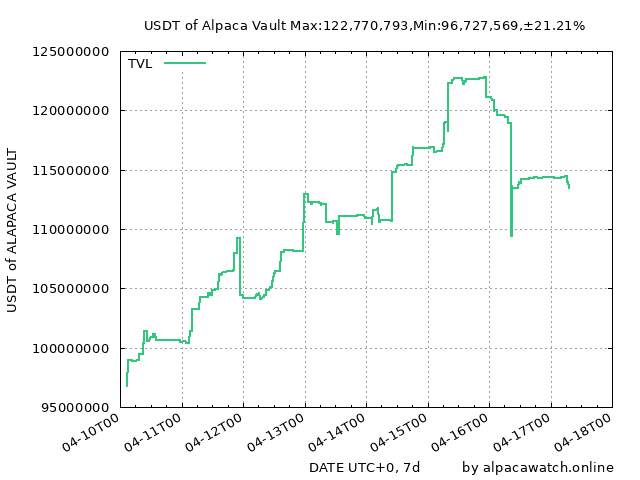 USDT of Alpaca Vault Max:122,770,793,Min:96,727,569,±21.21%
TVL
125000000
120000000
115000000
110000000
105000000
100000000
95000000
USDT of ALAPACA VAULT
04-10T00
04-11T00
04-12T00
04-13T00
04-14T00
04-15T00
04-16T00
04-17T00
04-18T00
DATE UTC+0, 7d
by alpacawatch.online